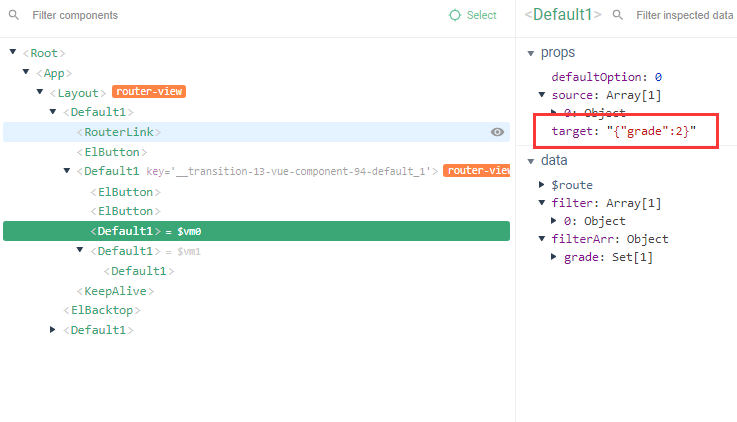 Filter components
Select
<Root>
<App>
<Layout> router-view
<Default1>
<RouterLink>
<ElButton>
<Default1 key='__transition-13-vue-component-94-default_1'> router-view
<ElButton>
<ElButton>
<Default1> = $vm0
<Default1> = $vm1
<Default1>
<KeepAlive>
<ElBacktop>
<Default1>
<Default1> Filter inspected data
props
defaultOption: 0
source: Array[1]
0: Object
target: "{"grade":2}"
data
$route
filter: Array[1]
0: Object
filterArr: Object
grade: Set[1]